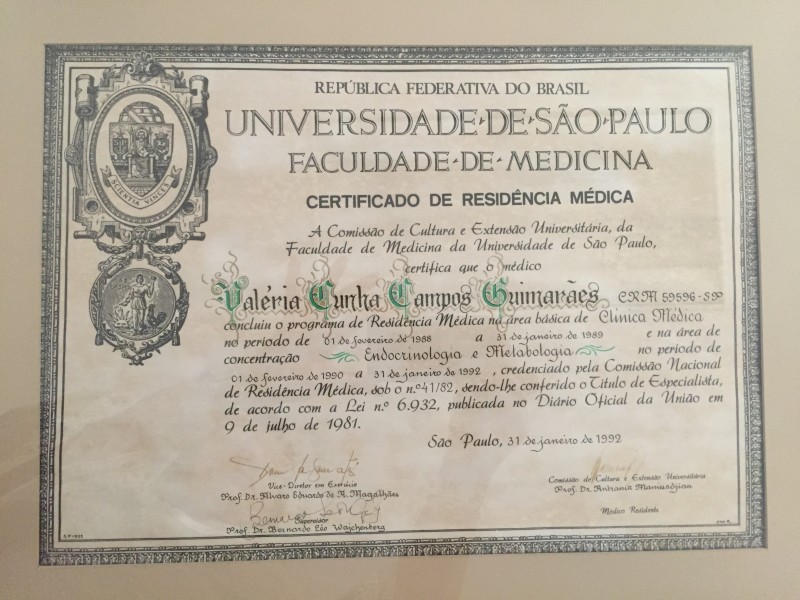 REPÚBLICA FEDERATIVA DO BRASIL
UNIVERSIDADE·DE·SÃO·PAULO
FACULDADE·DE·MEDICINA
CERTIFICADO DE RESIDÊNCIA MÉDICA
A Comissão de Cultura e Extensão Universitária, da
Faculdade de Medicina da Universidade de São Paulo,
certifica que o médico
Valéria Cunha Campos Guimarães CRM 59596-SP
concluiu o programa de Residência Médica na área básica de Clínica Médica
no período de 01 de fevereiro de 1988 a 31 de janeiro de 1989 e na área de
concentração Endocrinologia e Metabologia no período de
01 de fevereiro de 1990 a 31 de janeiro de 1992, credenciado pela Comissão Nacional
de Residência Médica, sob o n.º 41/82, sendo-lhe conferido o Título de Especialista,
de acordo com a Lei n.º 6.932, publicada no Diário Oficial da União em
9 de julho de 1981.
São Paulo, 31 de janeiro de 1992
Vice-Diretor em Exercício
Prof. Dr. Alvaro Eduardo de A. Magalhães
Supervisor
Prof. Dr. Bernardo Léo Wajchenberg
Comissão de Cultura e Extensão Universitária
Prof. Dr. Antranik Manissadjian
Médico Residente
SCIENTIA VINCES